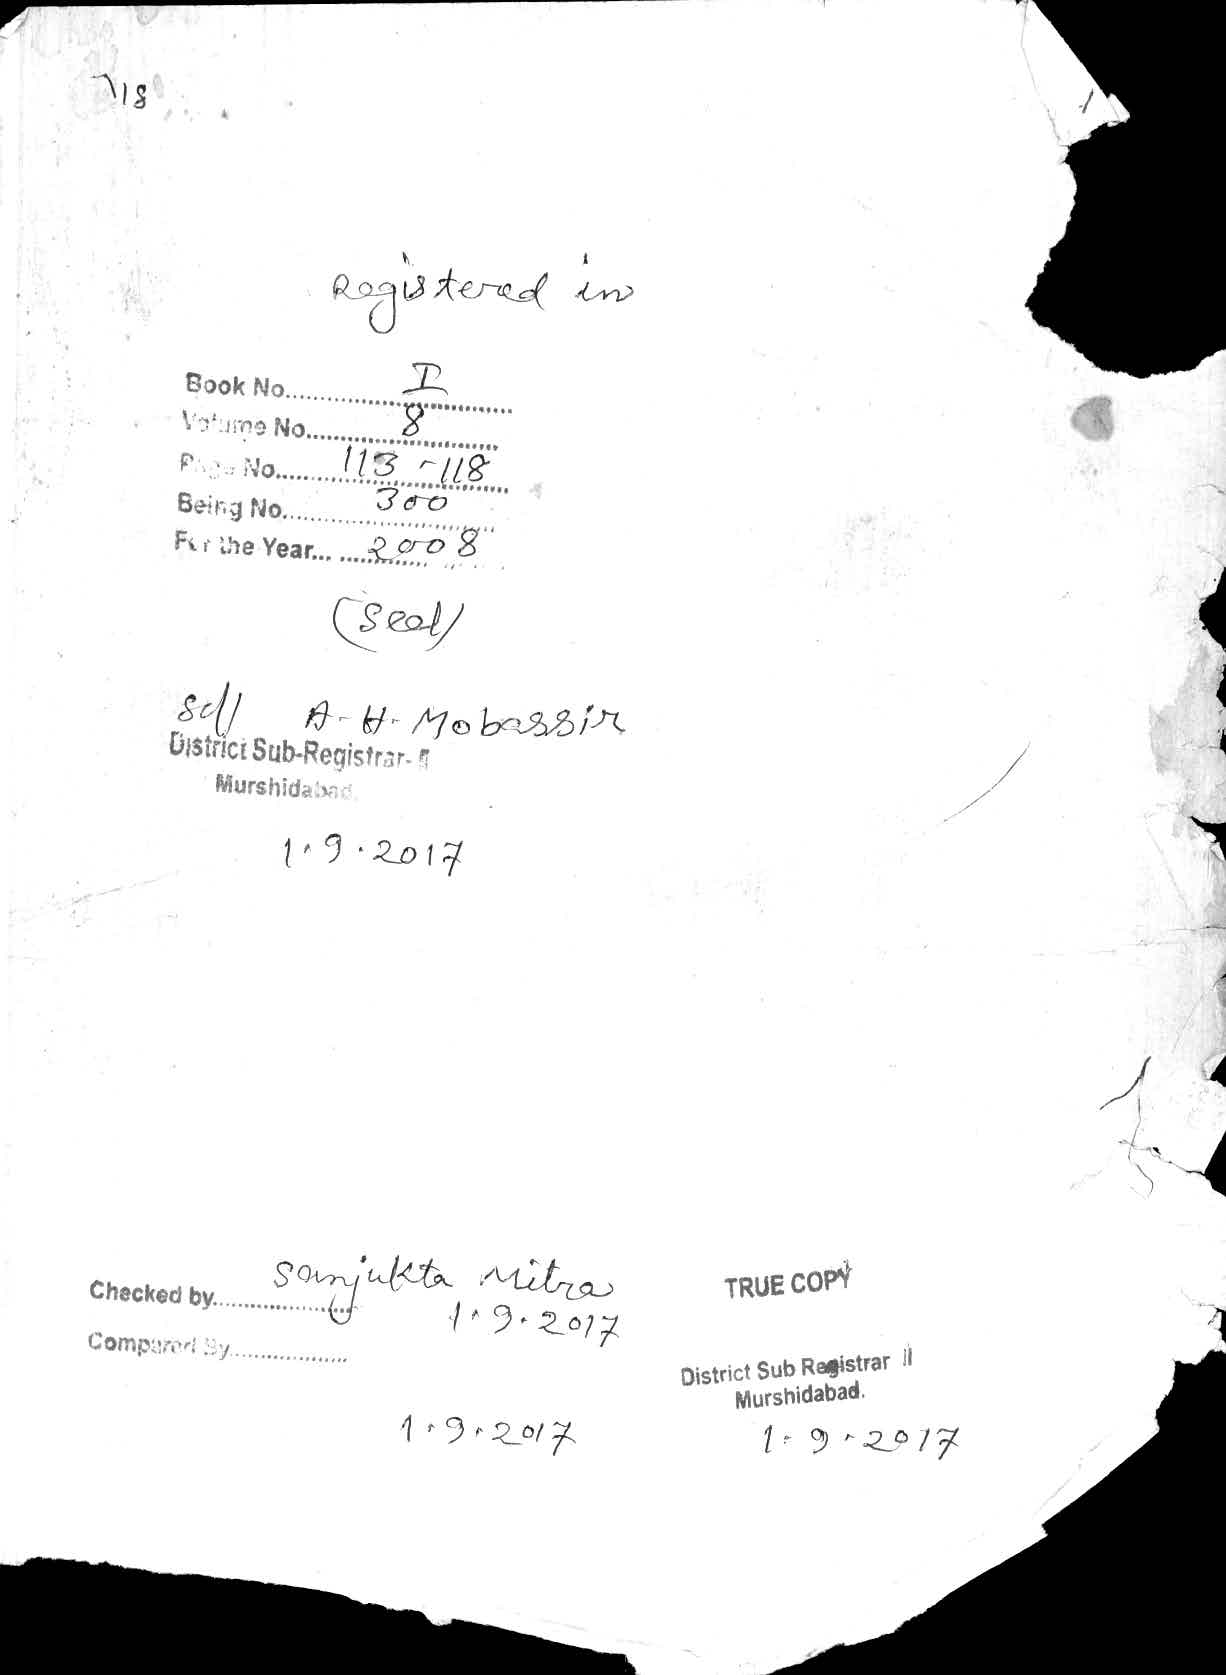 118
Registered in
Book No.............I
Volume No.............8
Page No.............113-118
Being No.............300
For the Year.............2008
(Seal)
Sd/ A-H-Mobassir
District Sub-Registrar- II
Murshidabad.
1.9.2017
Checked by.............Sanjukta Mitra
1.9.2017
Compared By.............
1.9.2017
TRUE COPY
District Sub Registrar II
Murshidabad.
1.9.2017